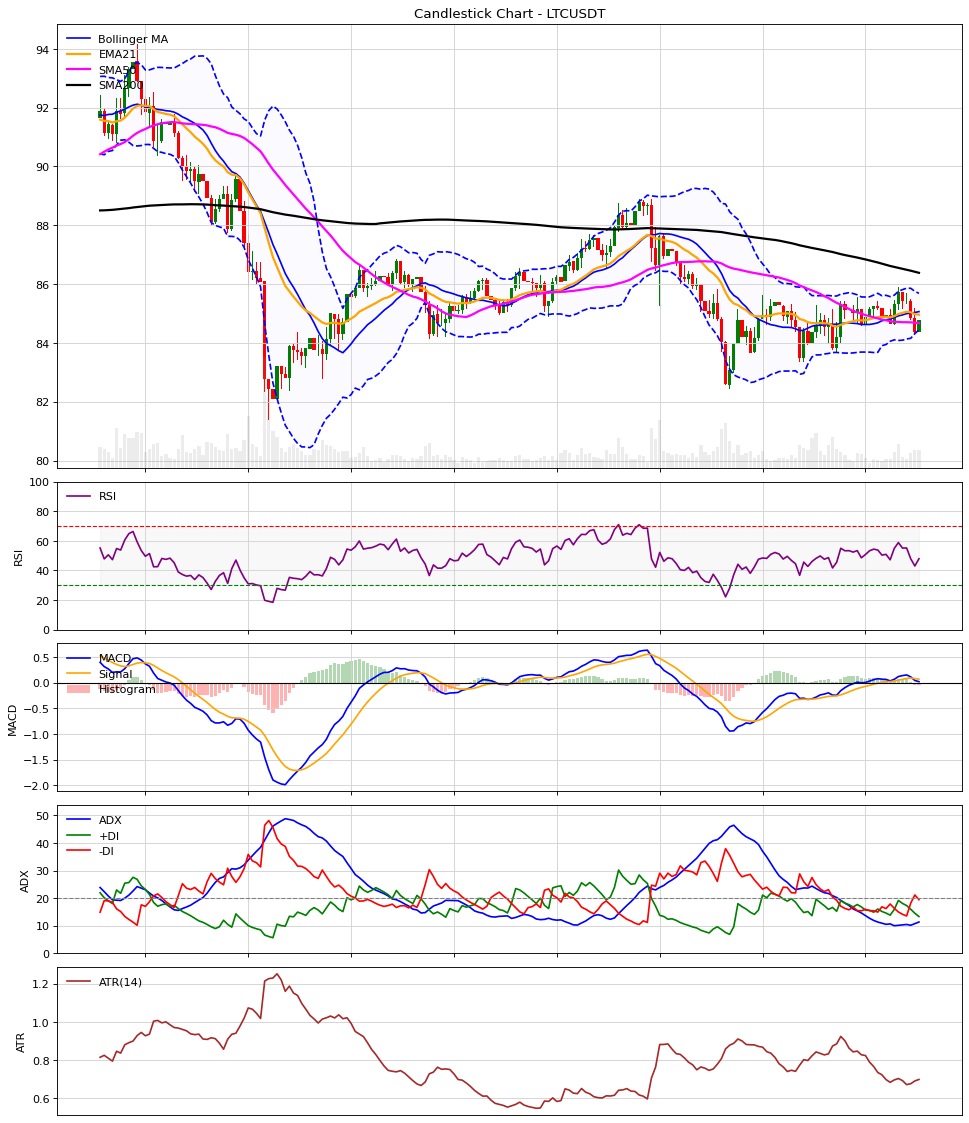 Candlestick Chart - LTCUSDT
Bollinger MA
EMA21
SMA50
SMA200
94
92
90
88
86
84
82
80
RSI
RSI
100
80
60
40
20
0
MACD
Signal
Histogram
MACD
0.5
0.0
−0.5
−1.0
−1.5
−2.0
ADX
+DI
-DI
ADX
50
40
30
20
10
0
ATR(14)
ATR
1.2
1.0
0.8
0.6